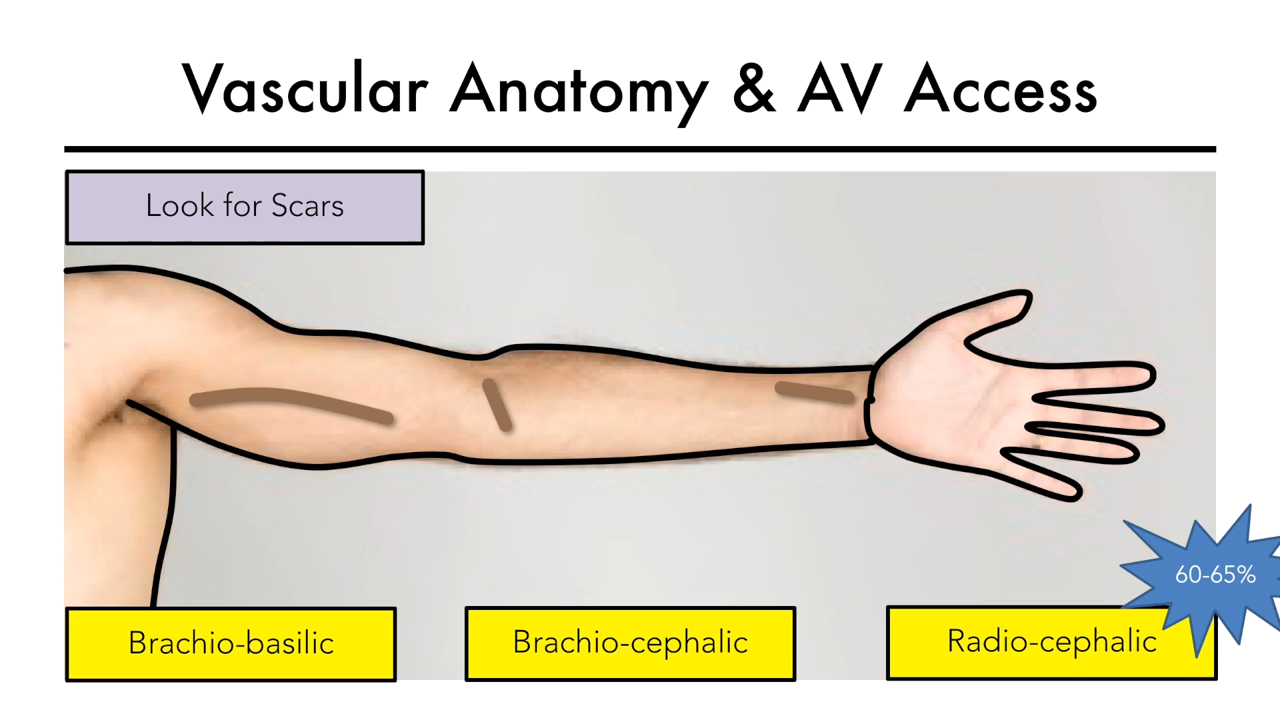 Vascular Anatomy & AV Access
Look for Scars
60-65%
Brachio-basilic
Brachio-cephalic
Radio-cephalic